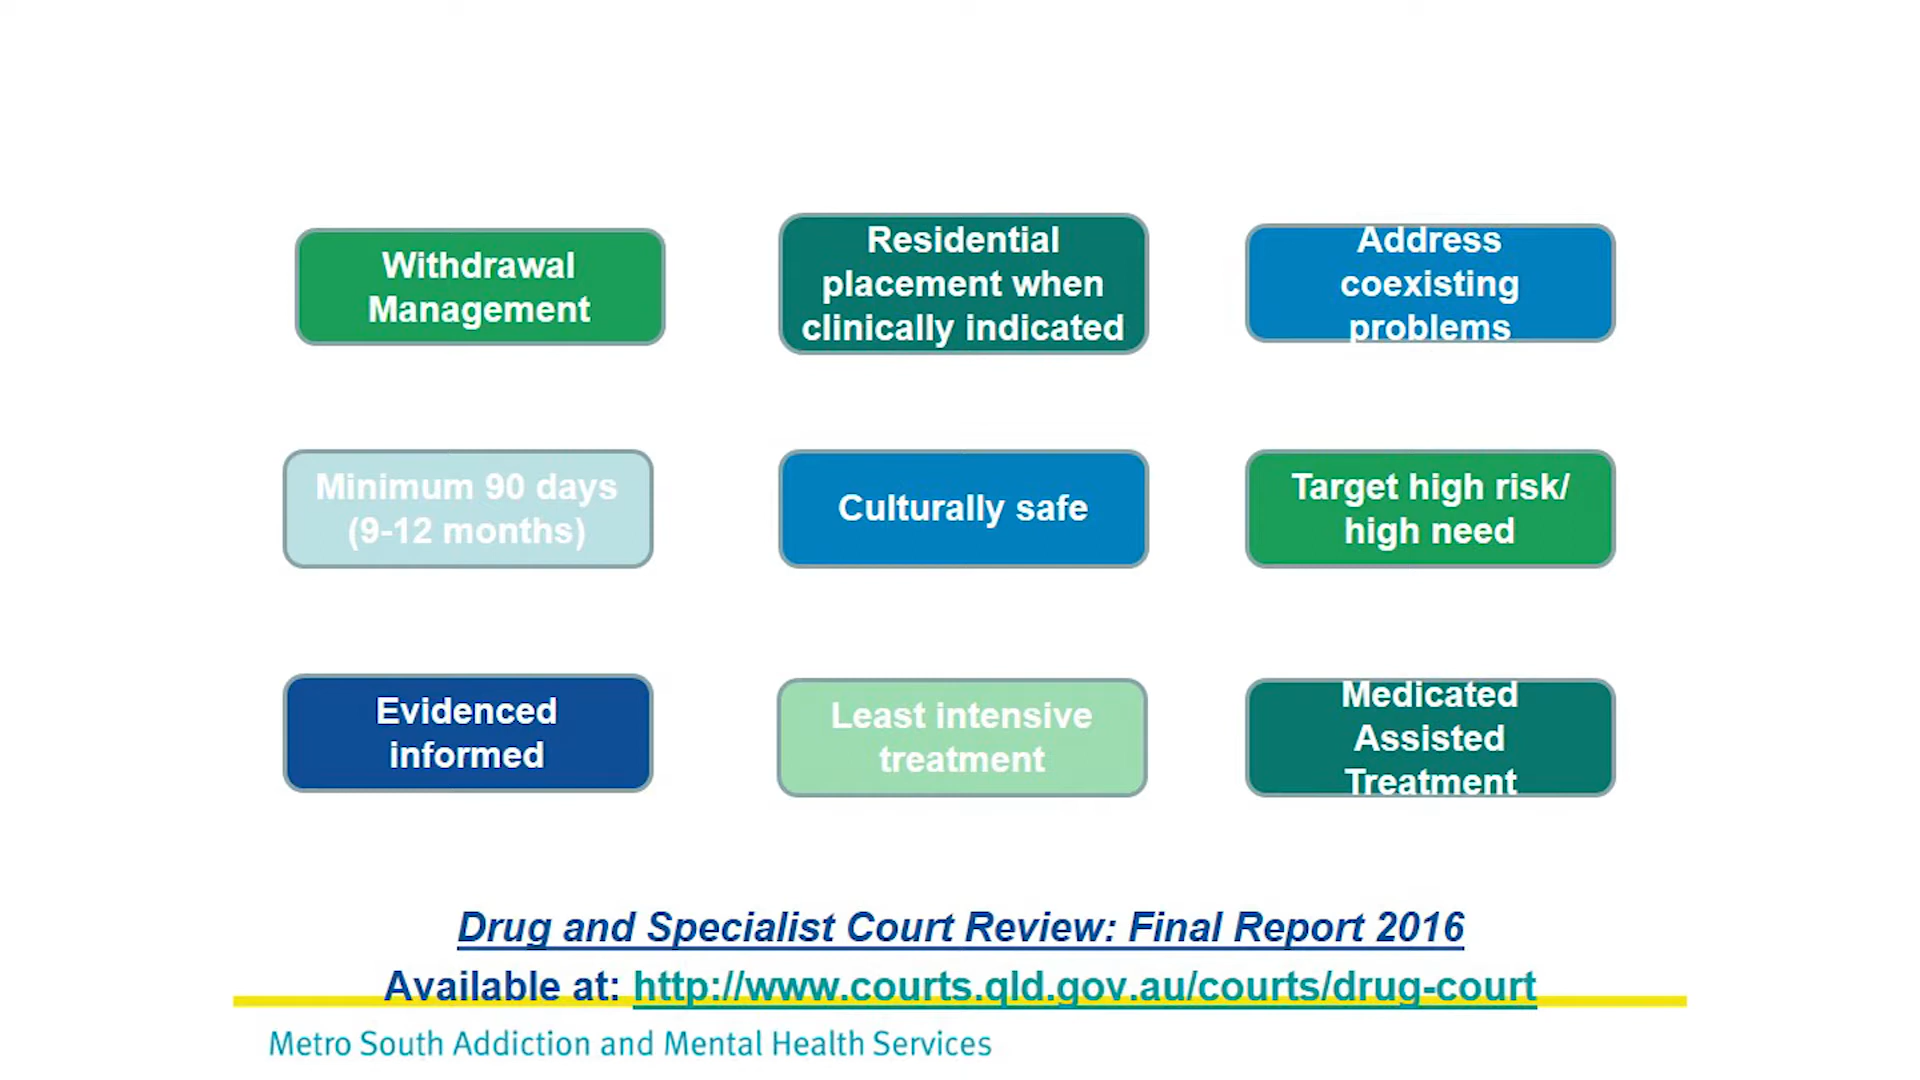 Withdrawal
Management
Residential
placement when
clinically indicated
Address
coexisting
problems
Minimum 90 days
(9-12 months)
Culturally safe
Target high risk/
high need
Evidenced
informed
Least intensive
treatment
Medicated
Assisted
Treatment
Drug and Specialist Court Review: Final Report 2016
Available at: http://www.courts.qld.gov.au/courts/drug-court
Metro South Addiction and Mental Health Services